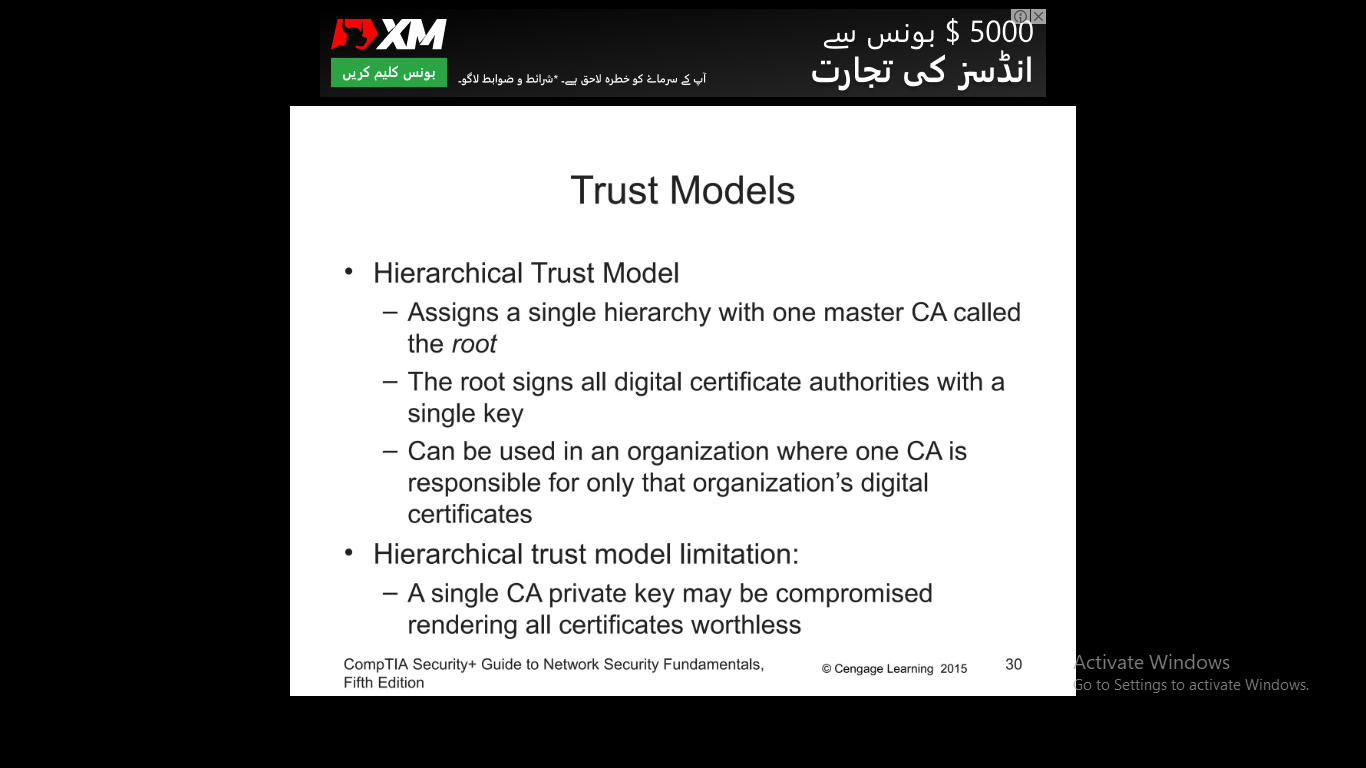 XM
5000 $ بونس سے
انڈسز کی تجارت
بونس کلیم کریں
آپ کے سرمائے کو خطرہ لاحق ہے۔ *شرائط و ضوابط لاگو۔
Trust Models
• Hierarchical Trust Model
– Assigns a single hierarchy with one master CA called
the root
– The root signs all digital certificate authorities with a
single key
– Can be used in an organization where one CA is
responsible for only that organization’s digital
certificates
• Hierarchical trust model limitation:
– A single CA private key may be compromised
rendering all certificates worthless
CompTIA Security+ Guide to Network Security Fundamentals,
Fifth Edition
© Cengage Learning 2015
30
Activate Windows
Go to Settings to activate Windows.